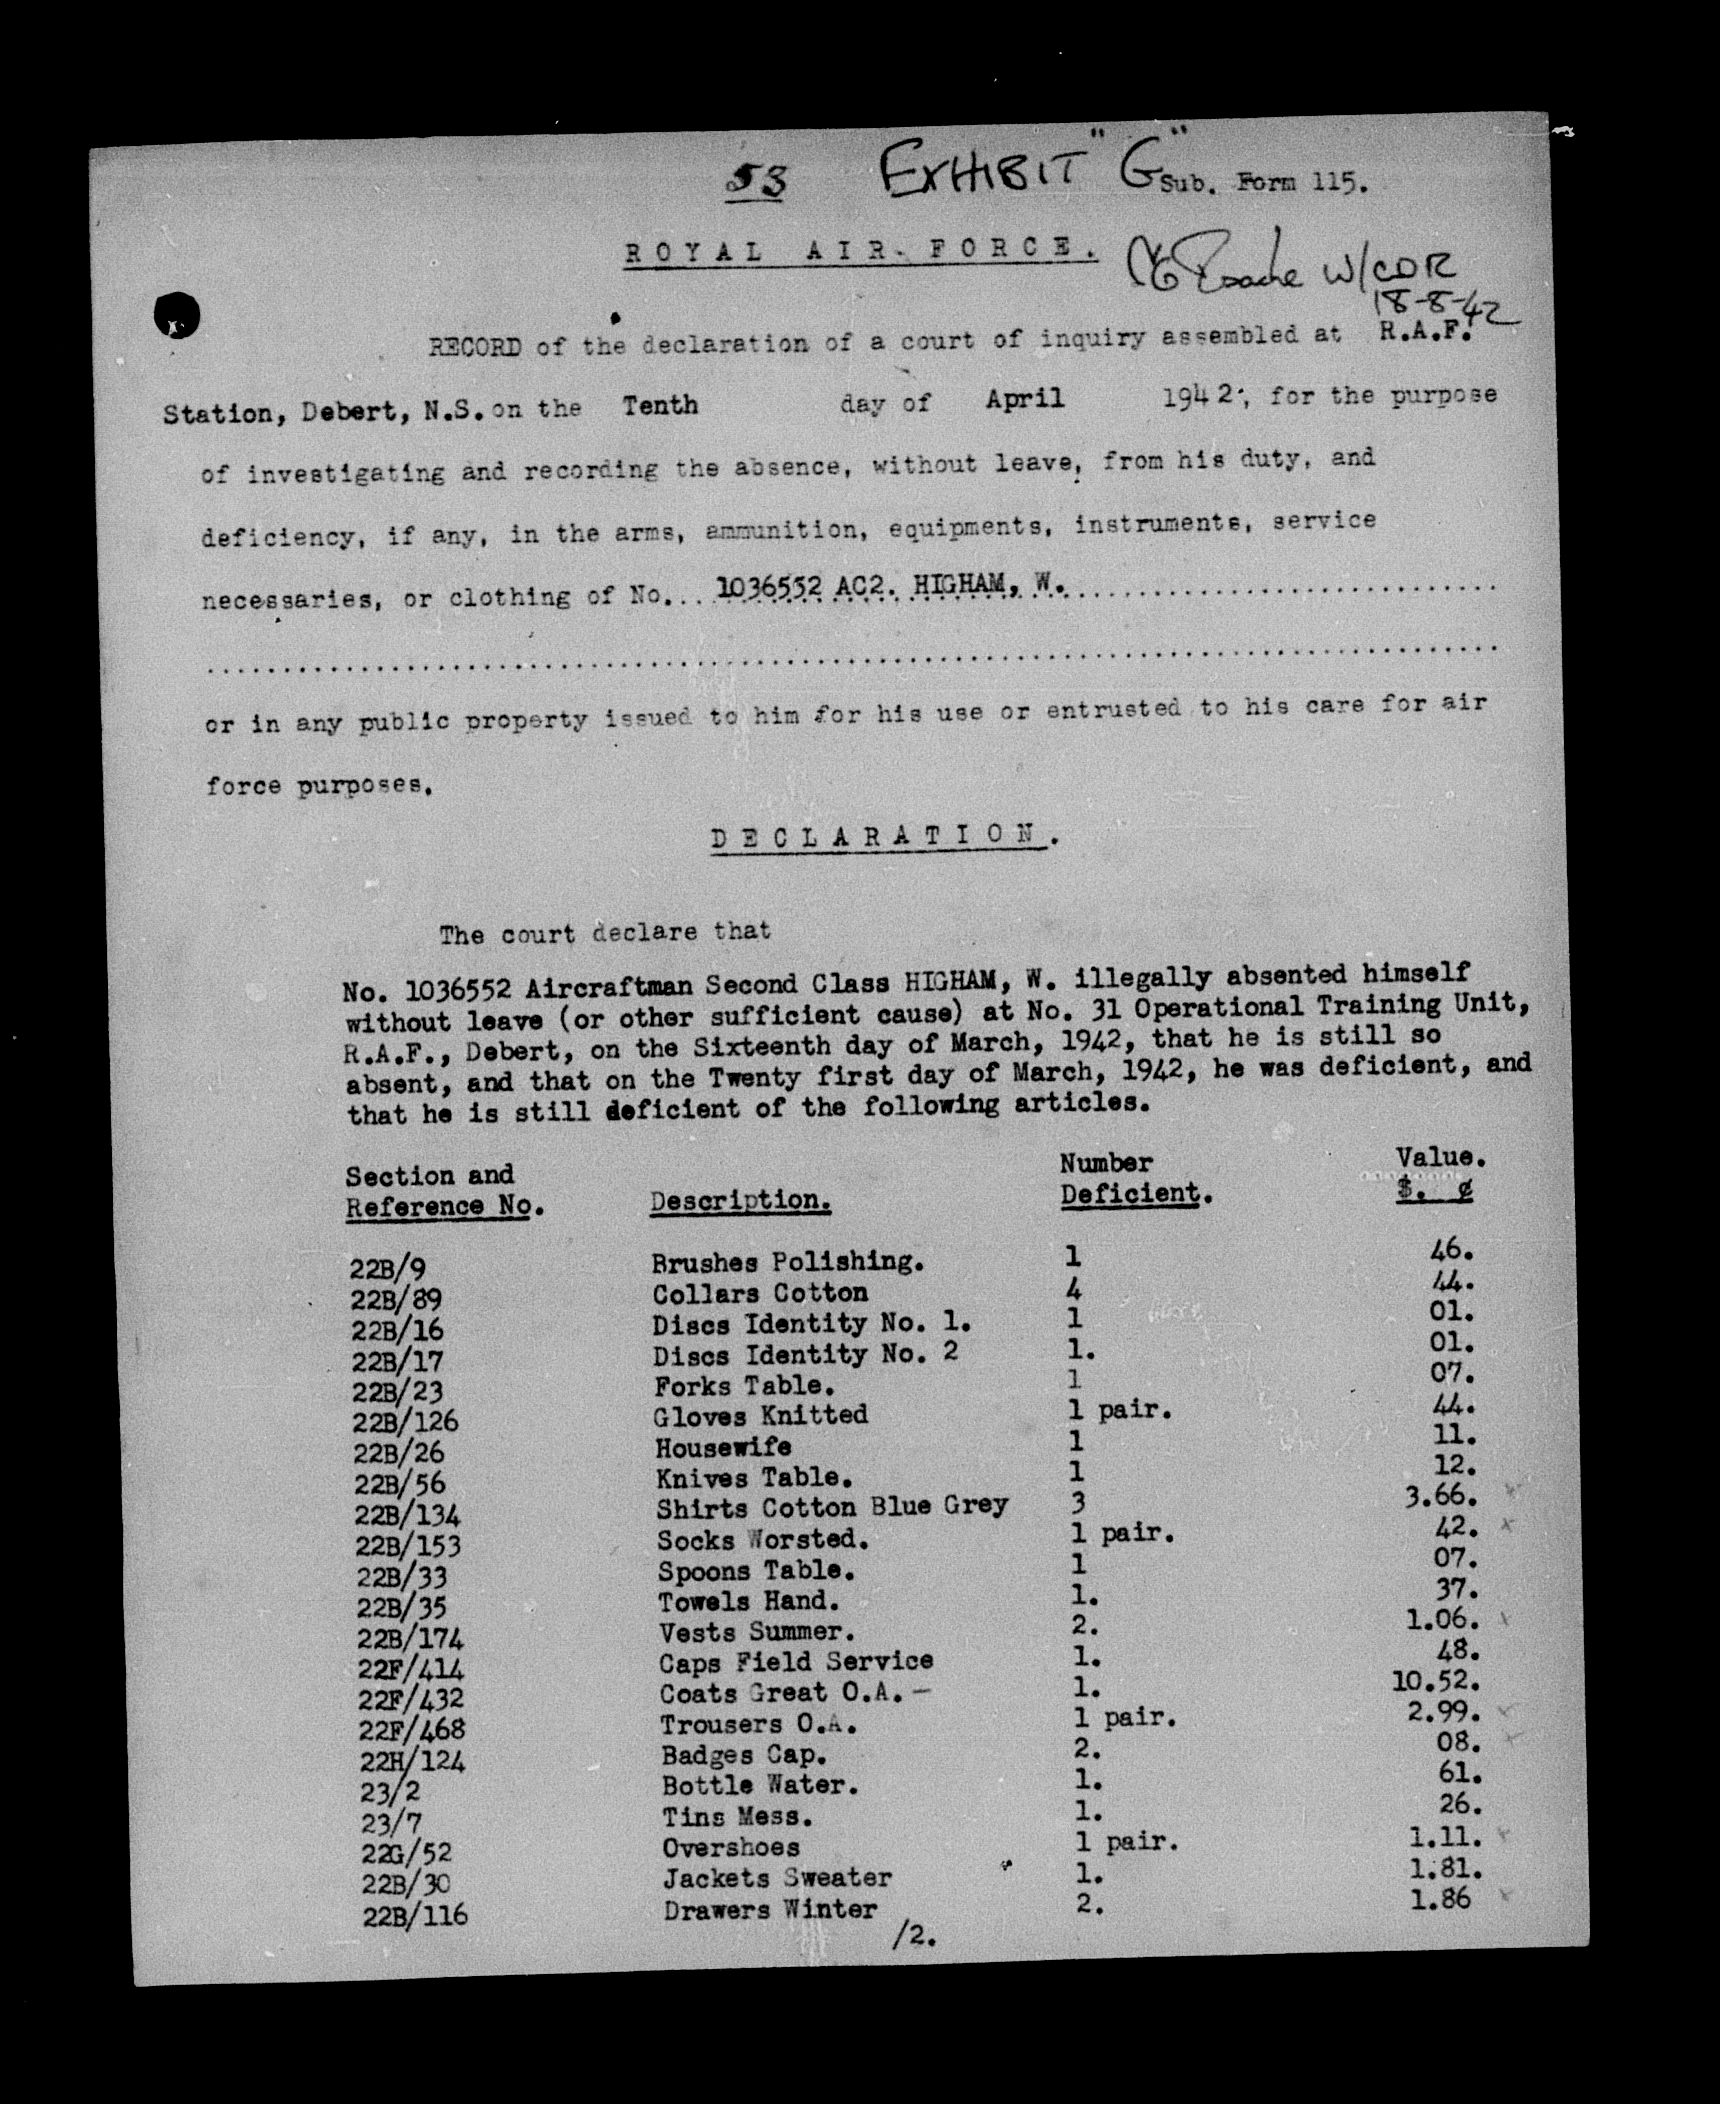 53 EXHIBIT "G" Sub. Form 115.
ROYAL AIR FORCE.
W/CDR
18-8-42
RECORD of the declaration of a court of inquiry assembled at R.A.F.
Station, Debert, N.S. on the Tenth day of April 1942, for the purpose
of investigating and recording the absence, without leave, from his duty, and
deficiency, if any, in the arms, ammunition, equipments, instruments, service
necessaries, or clothing of No... 1036552 AC2. HIGHAM, W. ..............................
................................................................................
or in any public property issued to him for his use or entrusted to his care for air
force purposes.
DECLARATION.
The court declare that
No. 1036552 Aircraftman Second Class HIGHAM, W. illegally absented himself
without leave (or other sufficient cause) at No. 31 Operational Training Unit,
R.A.F., Debert, on the Sixteenth day of March, 1942, that he is still so
absent, and that on the Twenty first day of March, 1942, he was deficient, and
that he is still deficient of the following articles.
Section and Number Value.
Reference No. Description. Deficient. $. ¢
22B/9 Brushes Polishing. 1 46.
22B/89 Collars Cotton 4 44.
22B/16 Discs Identity No. 1. 1 01.
22B/17 Discs Identity No. 2 1. 01.
22B/23 Forks Table. 1 07.
22B/126 Gloves Knitted 1 pair. 44.
22B/26 Housewife 1 11.
22B/56 Knives Table. 1 12.
22B/134 Shirts Cotton Blue Grey 3 3.66.
22B/153 Socks Worsted. 1 pair. 42. x
22B/33 Spoons Table. 1 07.
22B/35 Towels Hand. 1. 37.
22B/174 Vests Summer. 2. 1.06. x
22F/414 Caps Field Service 1. 48.
22F/432 Coats Great O.A. — 1. 10.52.
22F/468 Trousers O.A. 1 pair. 2.99.
22H/124 Badges Cap. 2. 08.
23/2 Bottle Water. 1. 61.
23/7 Tins Mess. 1. 26.
22G/52 Overshoes 1 pair. 1.11.
22B/30 Jackets Sweater 1. 1.81.
22B/116 Drawers Winter 2. 1.86
/2.